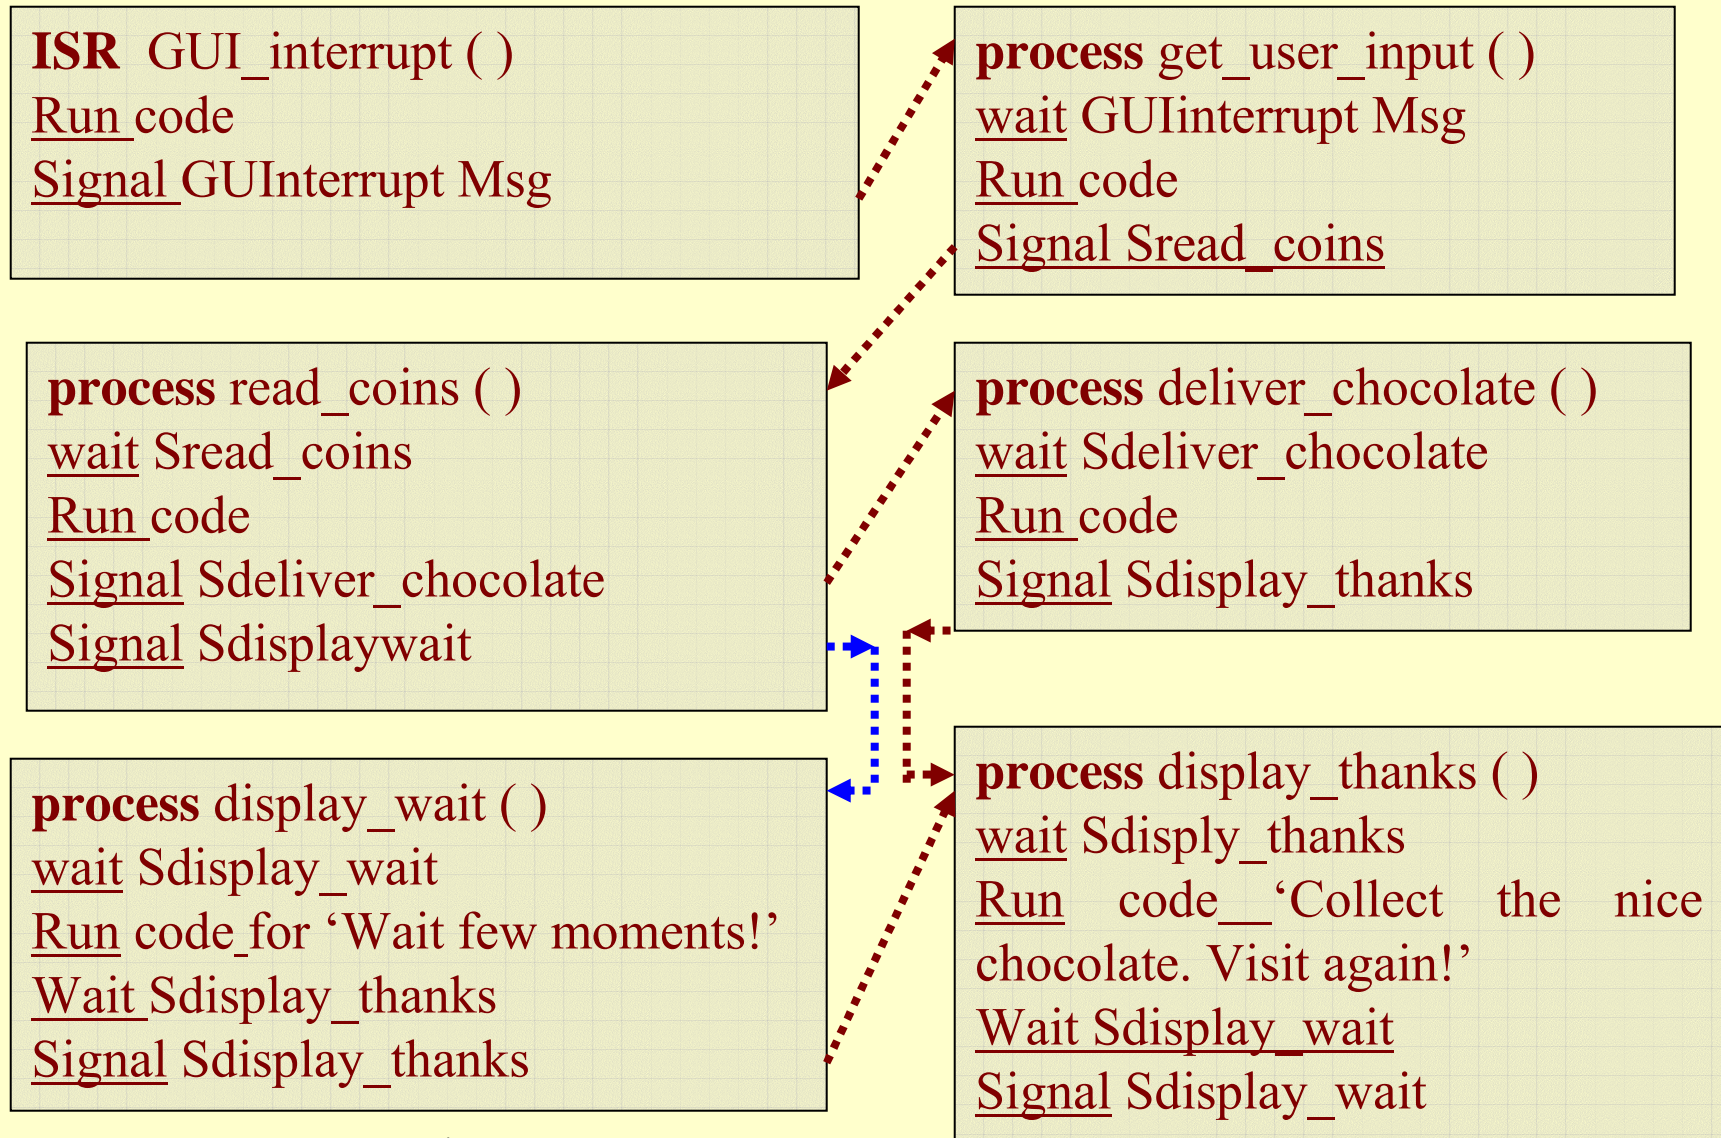 ISR GUI_interrupt ( )
Run code
Signal GUInterrupt Msg
process get_user_input ( )
wait GUIinterrupt Msg
Run code
Signal Sread_coins
process read_coins ( )
wait Sread_coins
Run code
Signal Sdeliver_chocolate
Signal Sdisplaywait
process deliver_chocolate ( )
wait Sdeliver_chocolate
Run code
Signal Sdisplay_thanks
process display_wait ( )
wait Sdisplay_wait
Run code_for ‘Wait few moments!’
Wait Sdisplay_thanks
Signal Sdisplay_thanks
process display_thanks ( )
wait Sdisply_thanks
Run code__‘Collect the nice
chocolate. Visit again!’
Wait Sdisplay_wait
Signal Sdisplay_wait